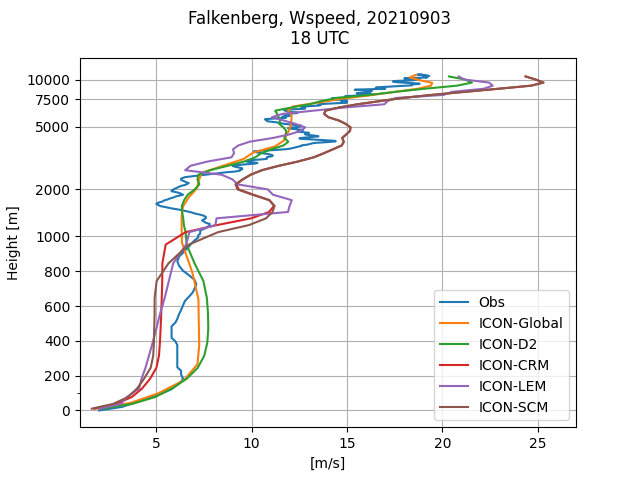 Falkenberg, Wspeed, 20210903
18 UTC
Height [m]
10000
7500
5000
2000
1000
800
600
400
200
0
5
10
15
20
25
[m/s]
Obs
ICON-Global
ICON-D2
ICON-CRM
ICON-LEM
ICON-SCM